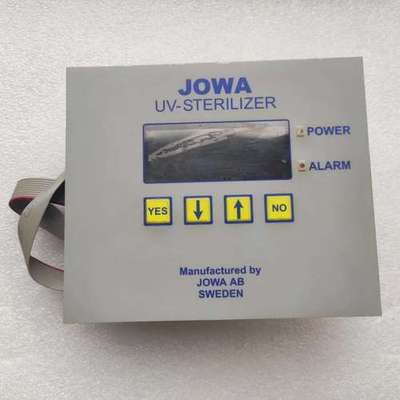 JOWA
UV-STERILIZER
POWER
ALARM
YES
NO
Manufactured by
JOWA AB
SWEDEN